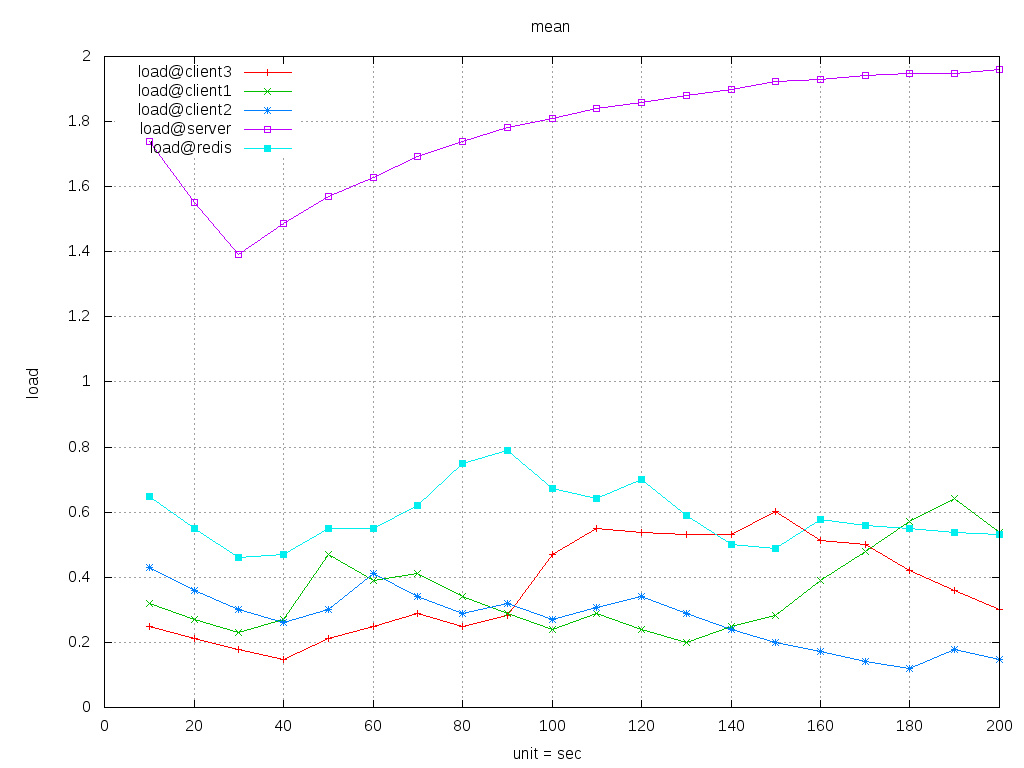 mean
load@client3
load@client1
load@client2
load@server
load@redis
2
1.8
1.6
1.4
1.2
1
0.8
0.6
0.4
0.2
0
load
0 20 40 60 80 100 120 140 160 180 200
unit = sec